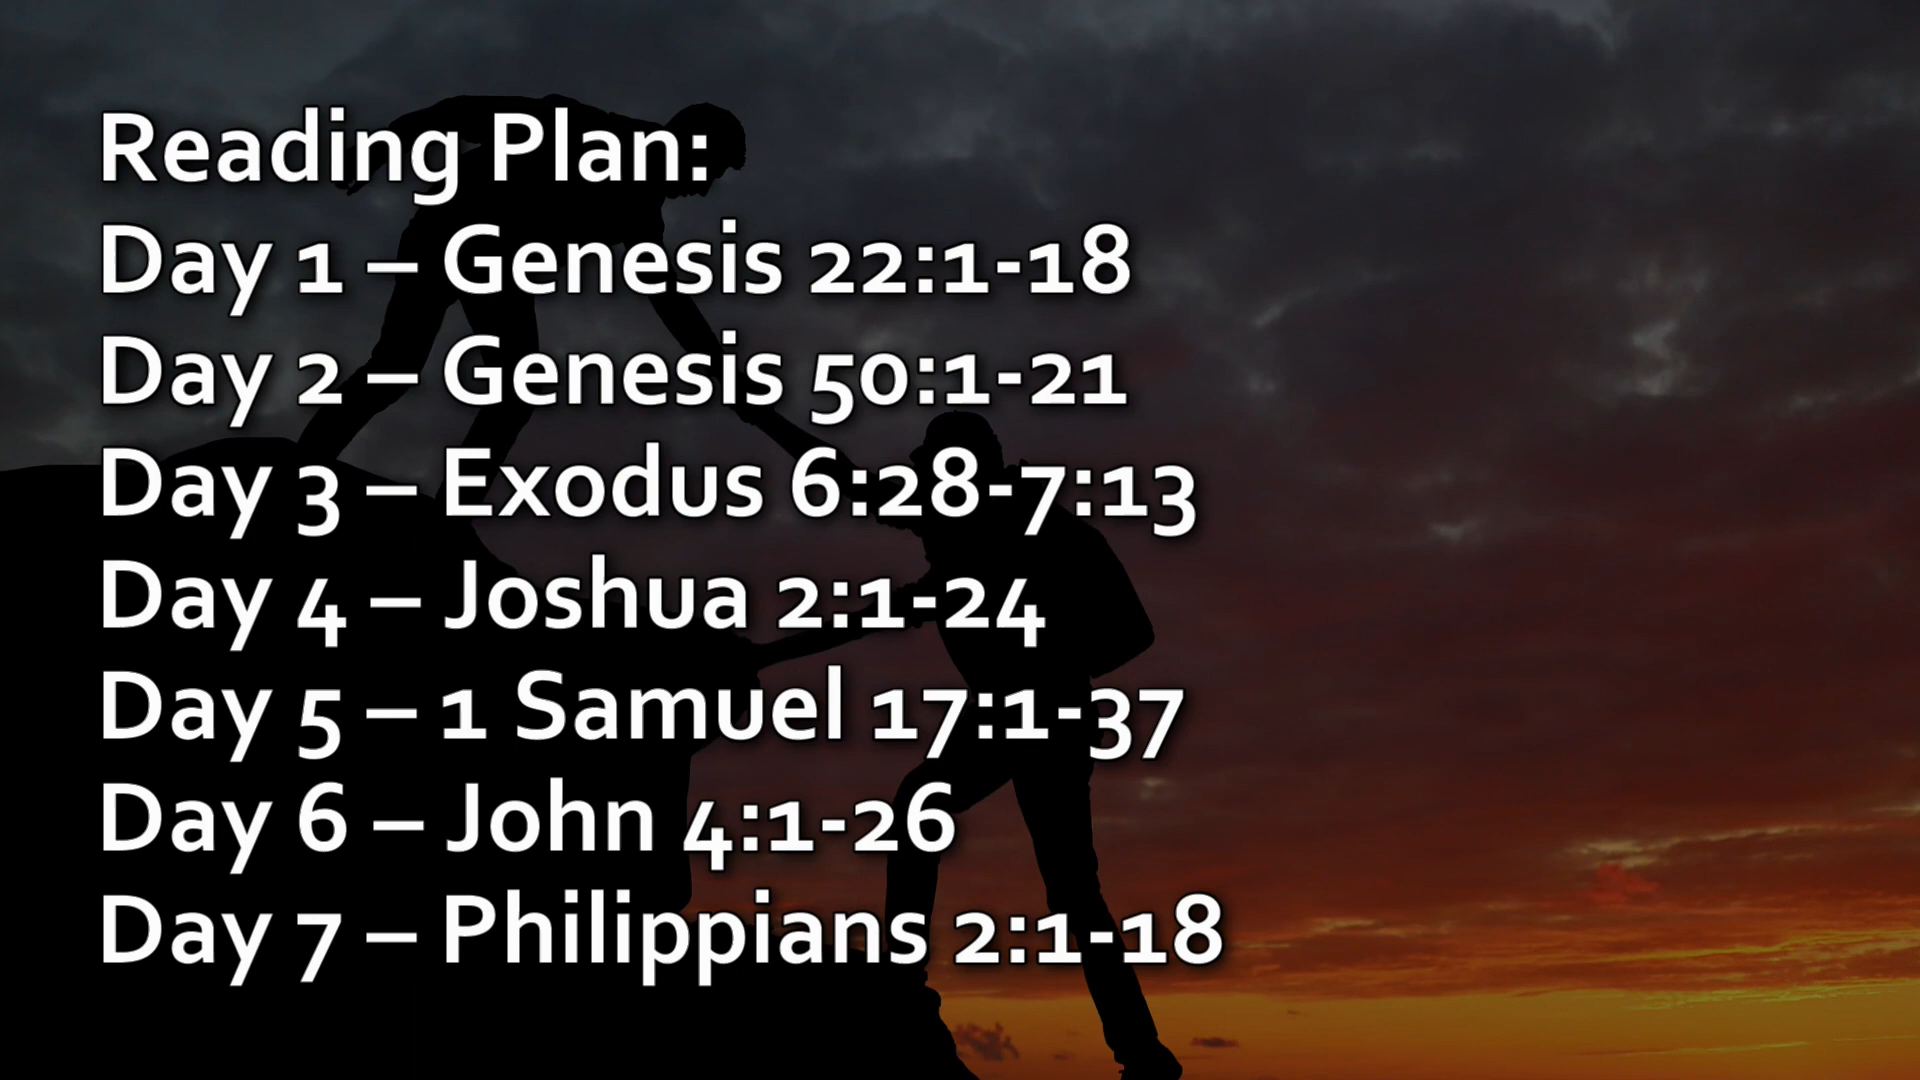 Reading Plan:
Day 1 – Genesis 22:1-18
Day 2 – Genesis 50:1-21
Day 3 – Exodus 6:28-7:13
Day 4 – Joshua 2:1-24
Day 5 – 1 Samuel 17:1-37
Day 6 – John 4:1-26
Day 7 – Philippians 2:1-18